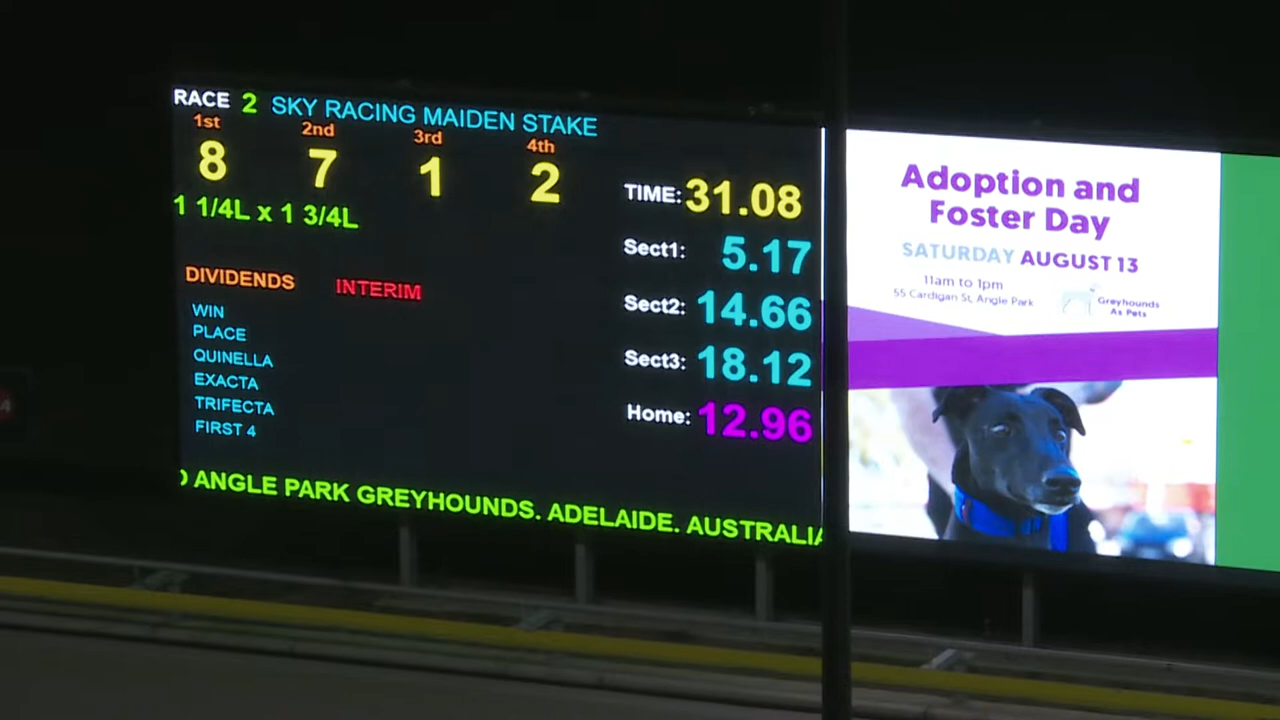 RACE 2 SKY RACING MAIDEN STAKE
1st 2nd 3rd 4th
8 7 1 2
1 1/4L x 1 3/4L
TIME: 31.08
Sect1: 5.17
Sect2: 14.66
Sect3: 18.12
Home: 12.96
DIVIDENDS INTERIM
WIN
PLACE
QUINELLA
EXACTA
TRIFECTA
FIRST 4
ANGLE PARK GREYHOUNDS. ADELAIDE. AUSTRALIA
Adoption and
Foster Day
SATURDAY AUGUST 13
11am to 1pm
55 Cardigan St, Angle Park
Greyhounds
As Pets
4